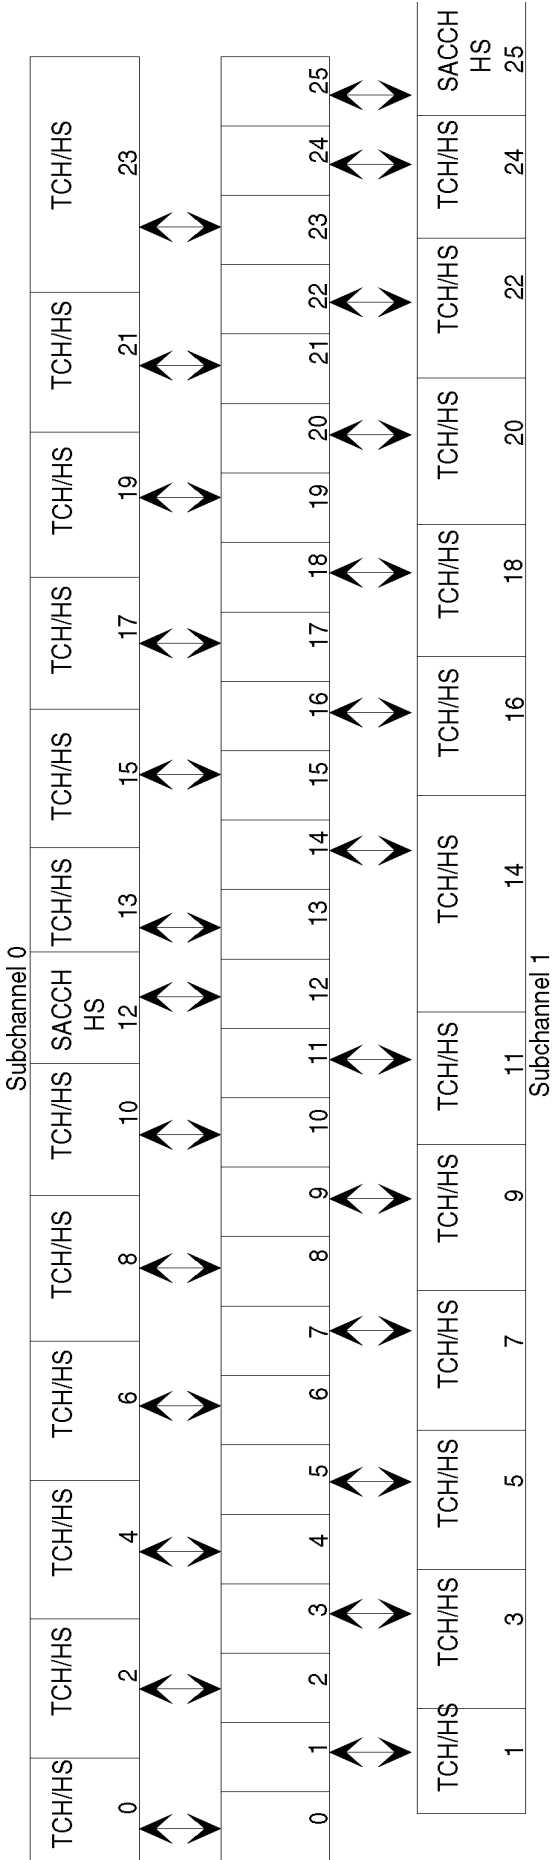 Subchannel 0
TCH/HS
0
TCH/HS
2
TCH/HS
4
TCH/HS
6
TCH/HS
8
TCH/HS
10
SACCH
HS
12
TCH/HS
13
TCH/HS
15
TCH/HS
17
TCH/HS
19
TCH/HS
21
TCH/HS
23
0 1 2 3 4 5 6 7 8 9 10 11 12 13 14 15 16 17 18 19 20 21 22 23 24 25
TCH/HS
1
TCH/HS
3
TCH/HS
5
TCH/HS
7
TCH/HS
9
TCH/HS
11
TCH/HS
14
TCH/HS
16
TCH/HS
18
TCH/HS
20
TCH/HS
22
TCH/HS
24
SACCH
HS
25
Subchannel 1